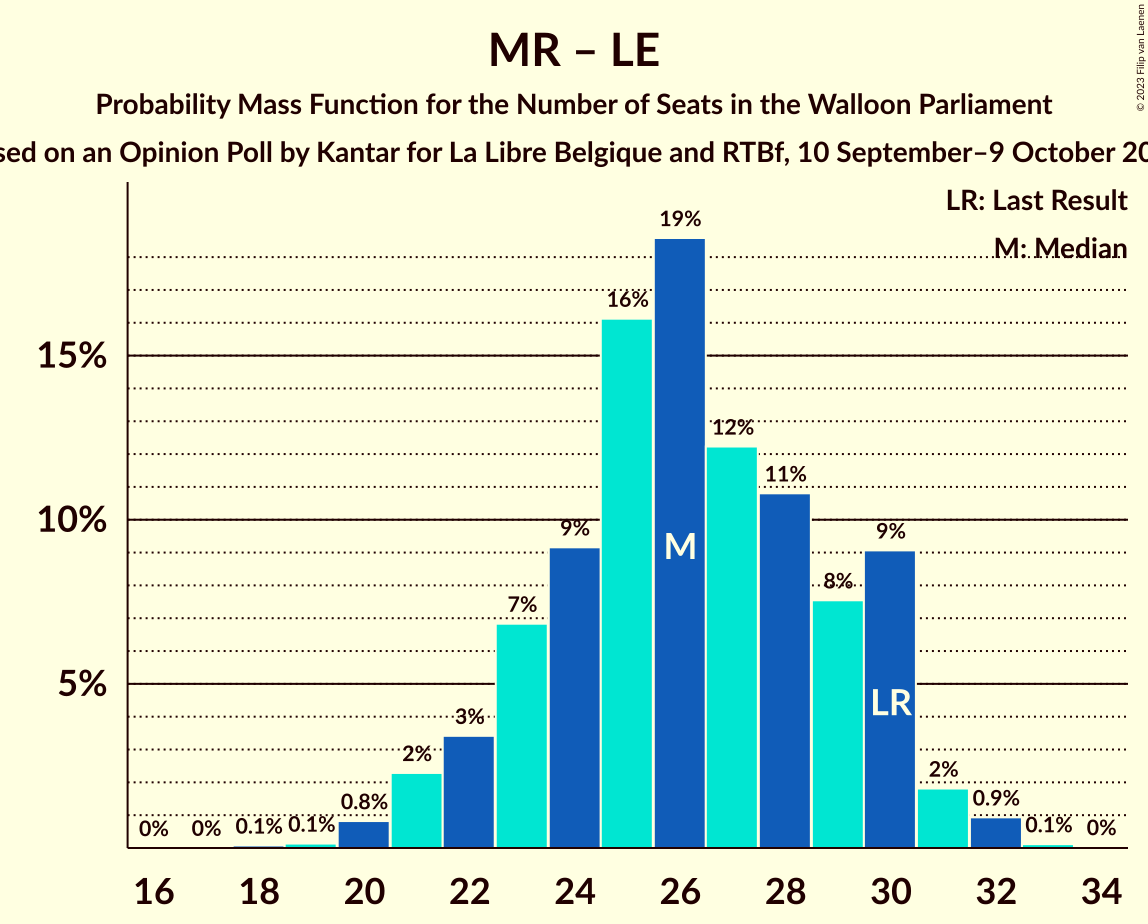 © 2023 Filip van Laenen
MR – LE
Probability Mass Function for the Number of Seats in the Walloon Parliament
sed on an Opinion Poll by Kantar for La Libre Belgique and RTBf, 10 September–9 October 20
LR: Last Result
M: Median
19%
16%
15%
12%
11%
10%
9%
9%
M
8%
7%
5%
LR
3%
2%
2%
0.8%
0.9%
0% 0% 0.1% 0.1% 0.1% 0%
16 18 20 22 24 26 28 30 32 34